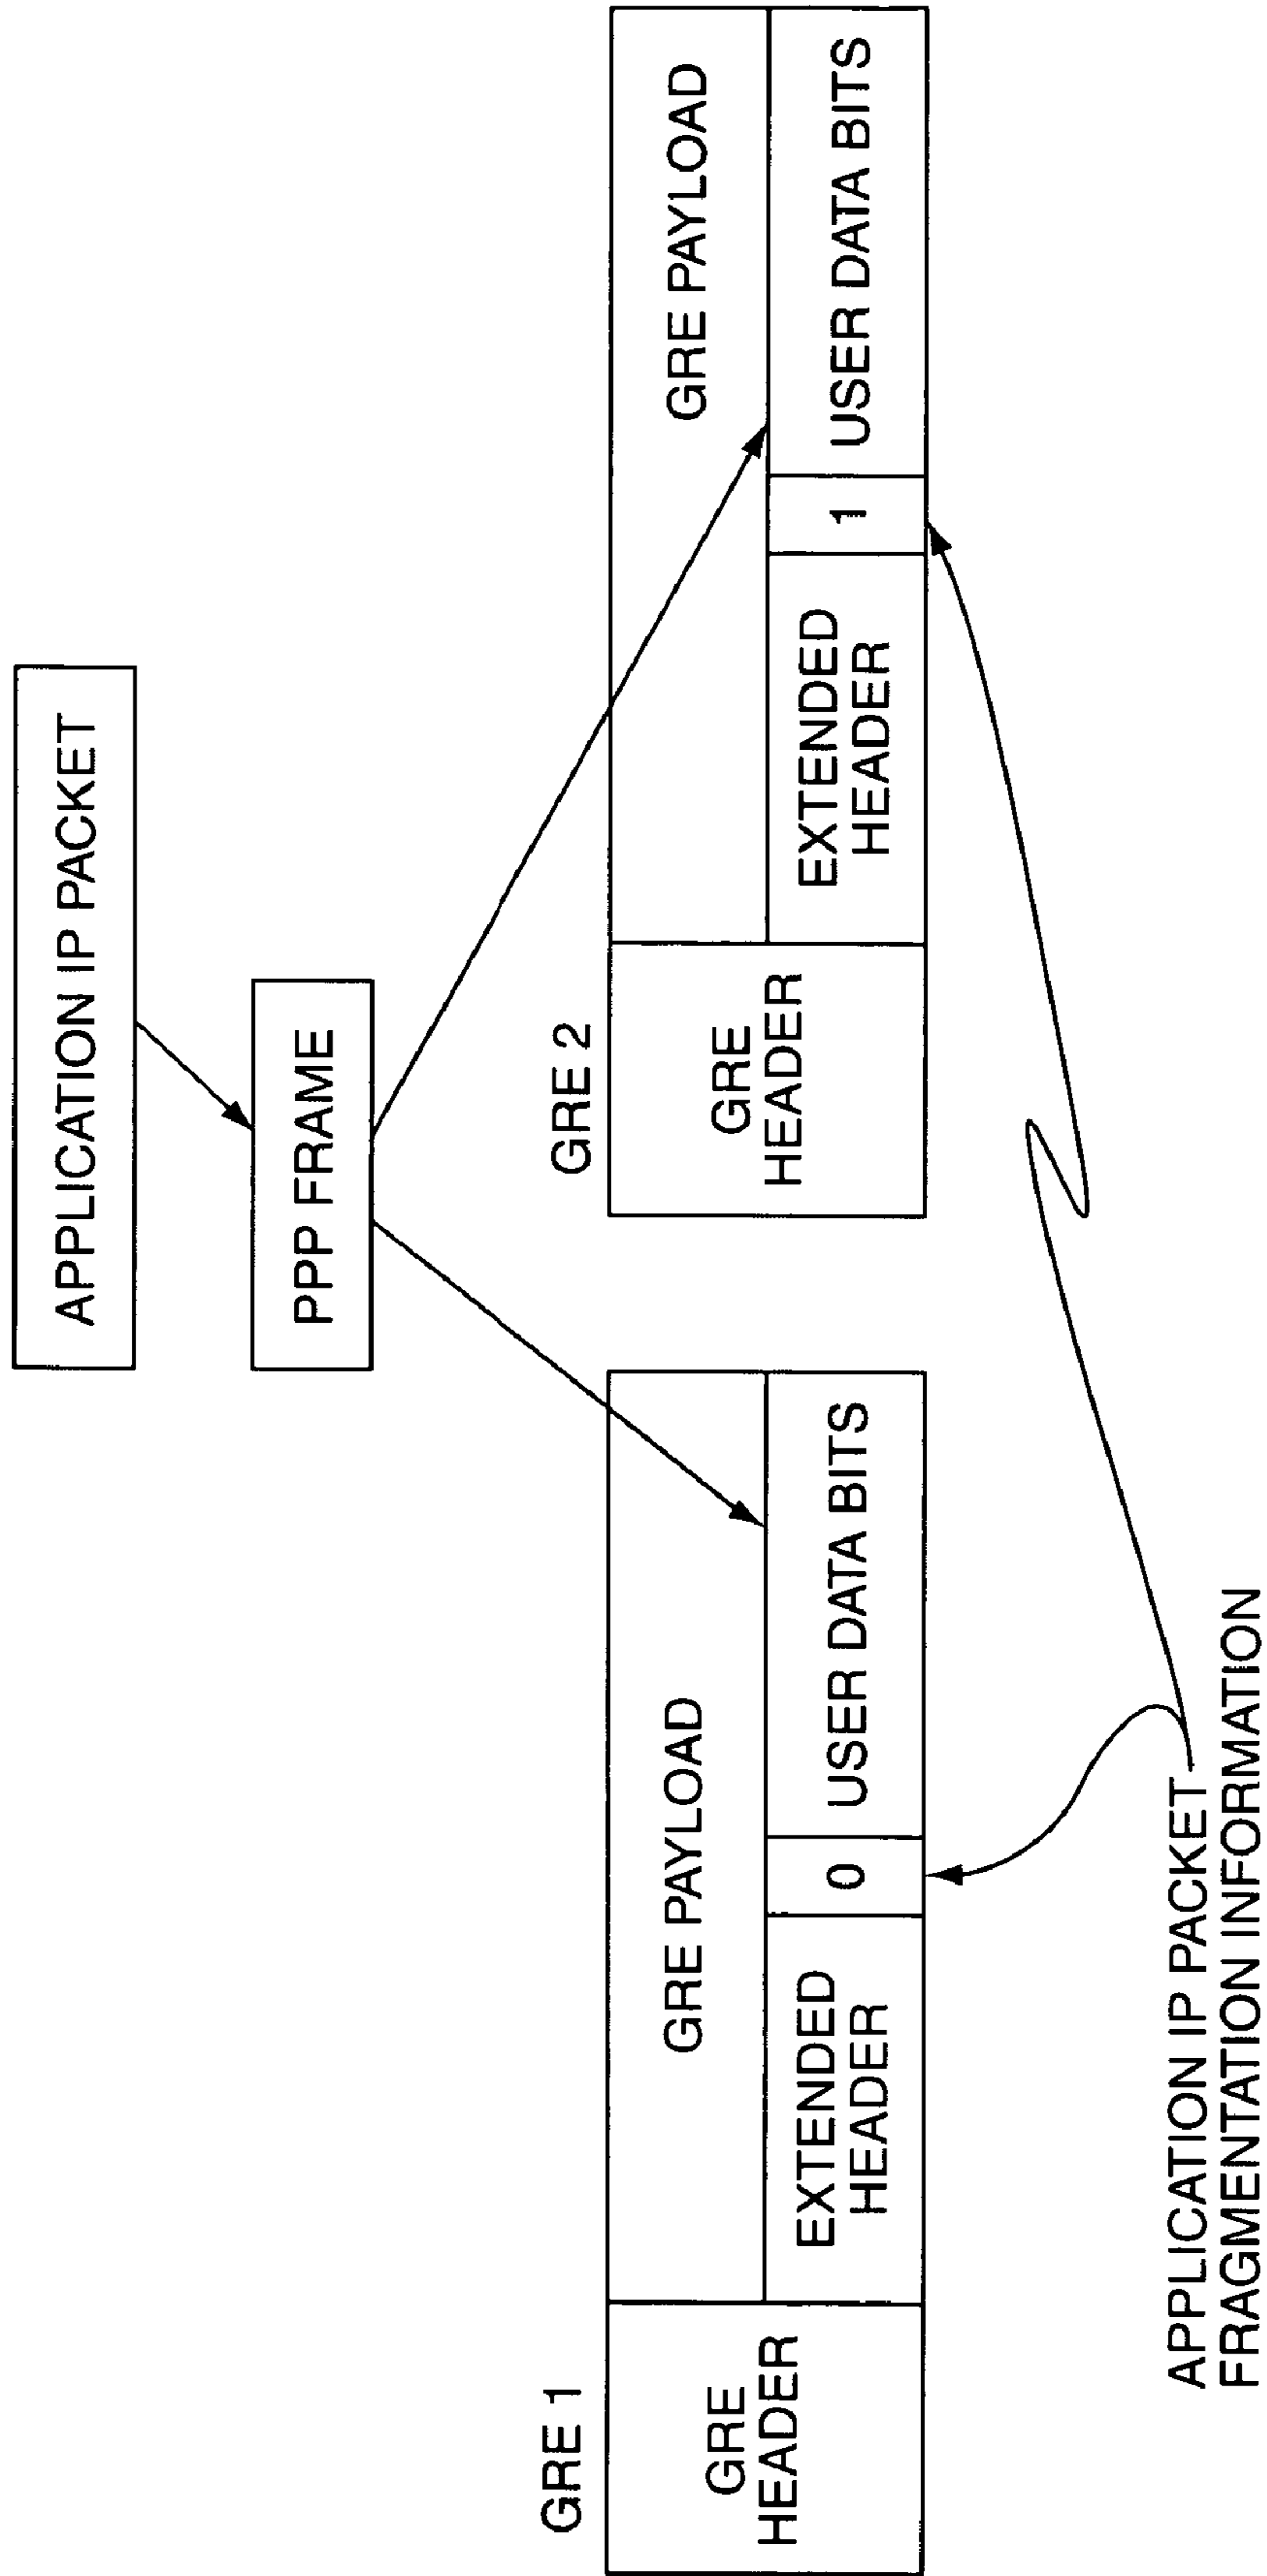 APPLICATION IP PACKET
PPP FRAME
GRE 1
GRE
HEADER
GRE PAYLOAD
EXTENDED
HEADER
0
USER DATA BITS
GRE 2
GRE
HEADER
GRE PAYLOAD
EXTENDED
HEADER
1
USER DATA BITS
APPLICATION IP PACKET
FRAGMENTATION INFORMATION